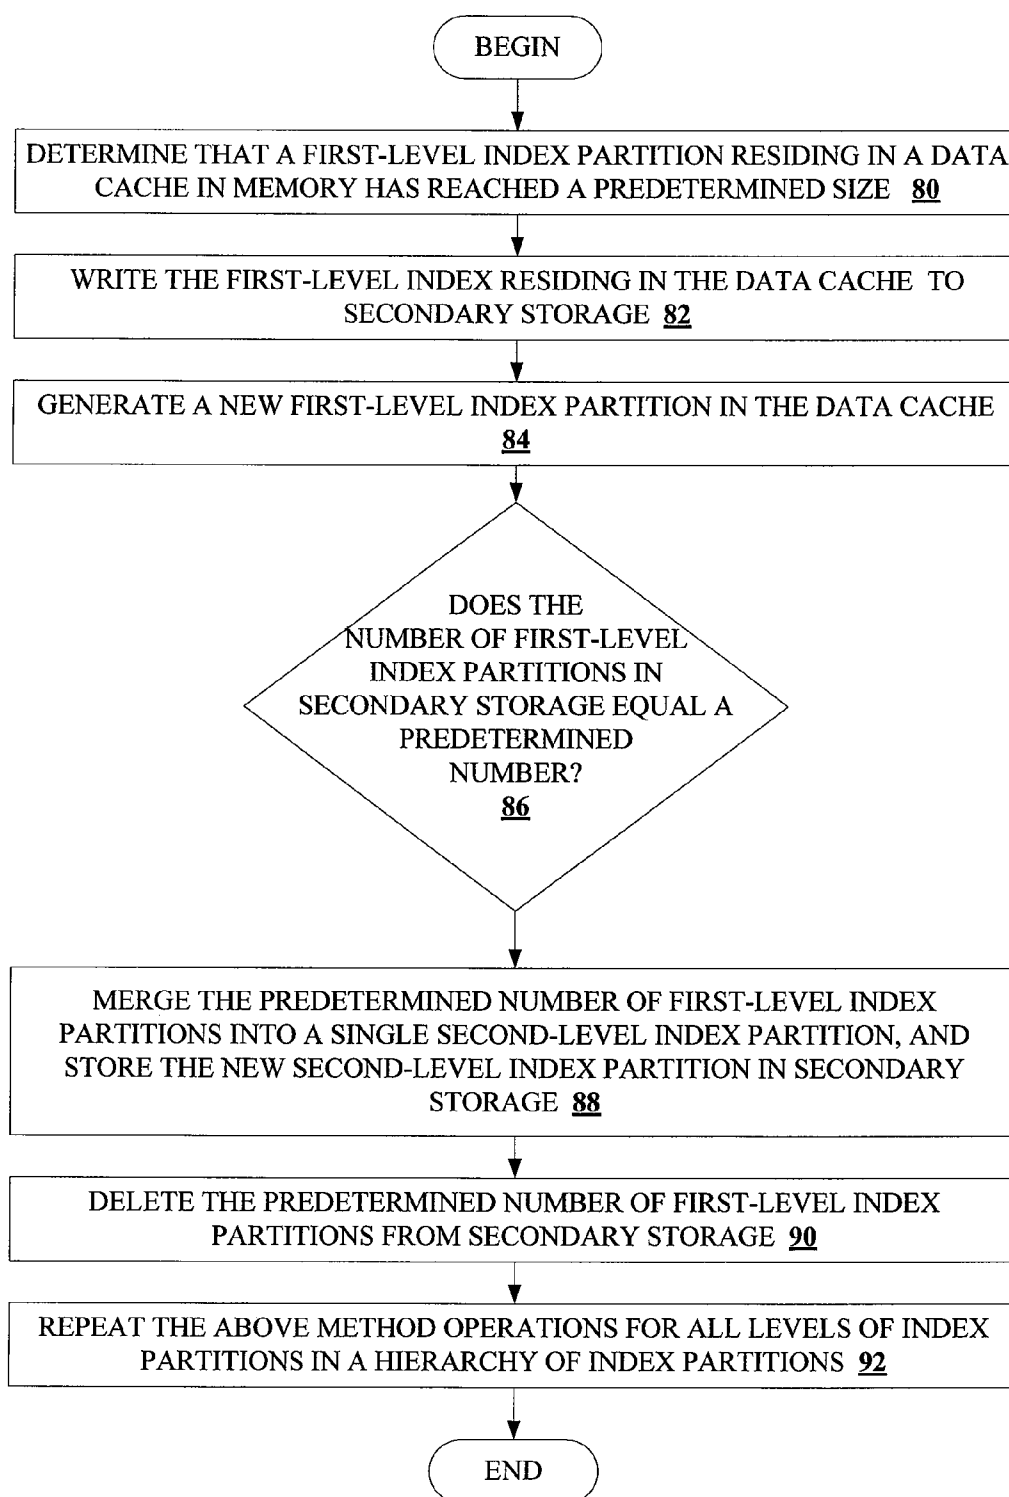 BEGIN
DETERMINE THAT A FIRST-LEVEL INDEX PARTITION RESIDING IN A DATA
CACHE IN MEMORY HAS REACHED A PREDETERMINED SIZE 80
WRITE THE FIRST-LEVEL INDEX RESIDING IN THE DATA CACHE TO
SECONDARY STORAGE 82
GENERATE A NEW FIRST-LEVEL INDEX PARTITION IN THE DATA CACHE
84
DOES THE
NUMBER OF FIRST-LEVEL
INDEX PARTITIONS IN
SECONDARY STORAGE EQUAL A
PREDETERMINED
NUMBER?
86
MERGE THE PREDETERMINED NUMBER OF FIRST-LEVEL INDEX
PARTITIONS INTO A SINGLE SECOND-LEVEL INDEX PARTITION, AND
STORE THE NEW SECOND-LEVEL INDEX PARTITION IN SECONDARY
STORAGE 88
DELETE THE PREDETERMINED NUMBER OF FIRST-LEVEL INDEX
PARTITIONS FROM SECONDARY STORAGE 90
REPEAT THE ABOVE METHOD OPERATIONS FOR ALL LEVELS OF INDEX
PARTITIONS IN A HIERARCHY OF INDEX PARTITIONS 92
END